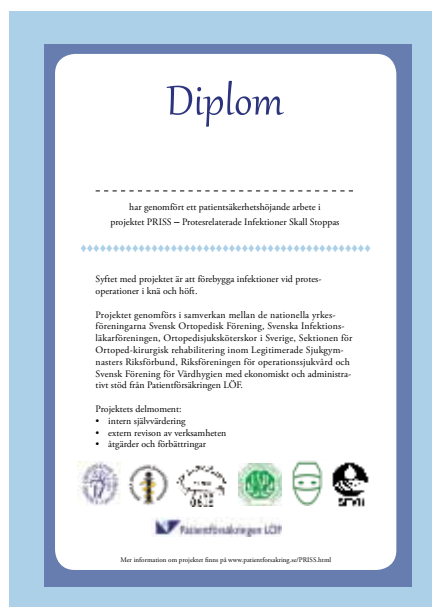 Diplom
har genomfört ett patientsäkerhetshöjande arbete i
projektet PRISS – Protesrelaterade Infektioner Skall Stoppas
Syftet med projektet är att förebygga infektioner vid protes-
operationer i knä och höft.
Projektet genomförs i samverkan mellan de nationella yrkes-
föreningarna Svensk Ortopedisk Förening, Svenska Infektions-
läkarföreningen, Ortopedisjuksköterskor i Sverige, Sektionen för
Ortoped-kirurgisk rehabilitering inom Legitimerade Sjukgym-
nasters Riksförbund, Riksföreningen för operationssjukvård och
Svensk Förening för Vårdhygien med ekonomiskt och administra-
tivt stöd från Patientförsäkringen LÖF.
Projektets delmoment:
• intern självvärdering
• extern revison av verksamheten
• åtgärder och förbättringar
Patientförsäkringen LÖF
Mer information om projektet finns på www.patientforsakring.se/PRISS.html